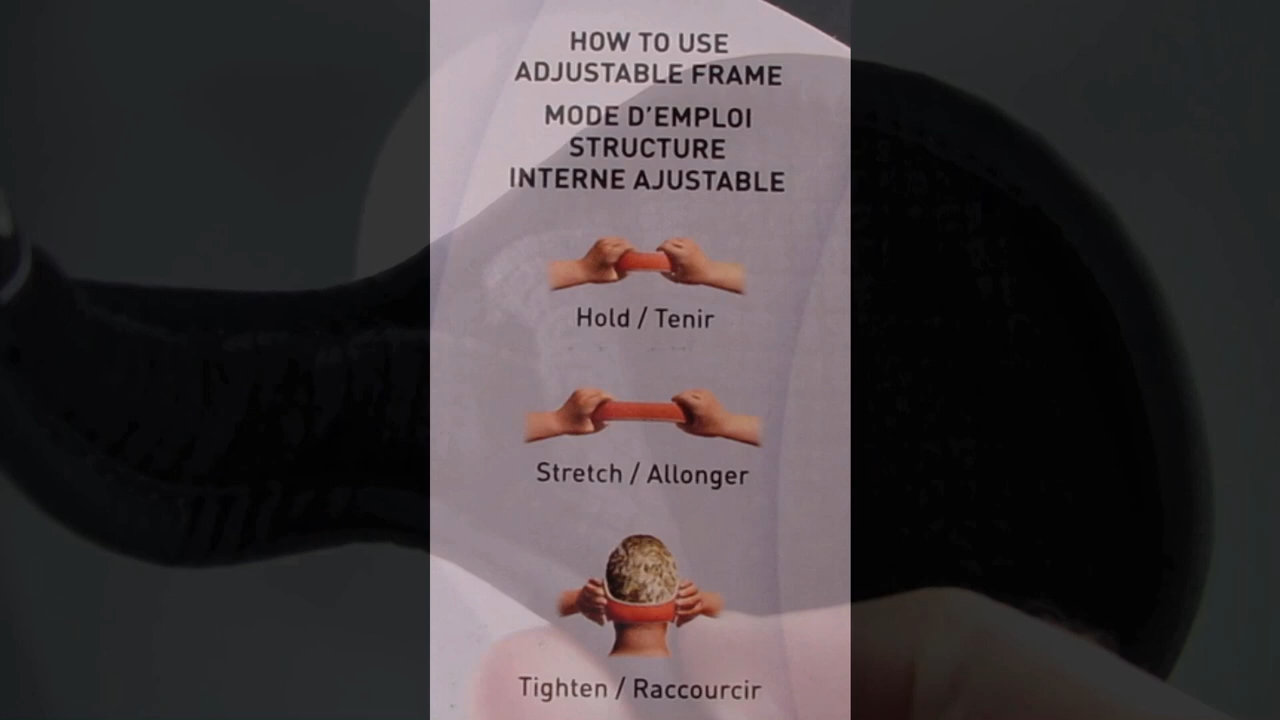 HOW TO USE
ADJUSTABLE FRAME
MODE D'EMPLOI
STRUCTURE
INTERNE AJUSTABLE
Hold / Tenir
Stretch / Allonger
Tighten / Raccourcir